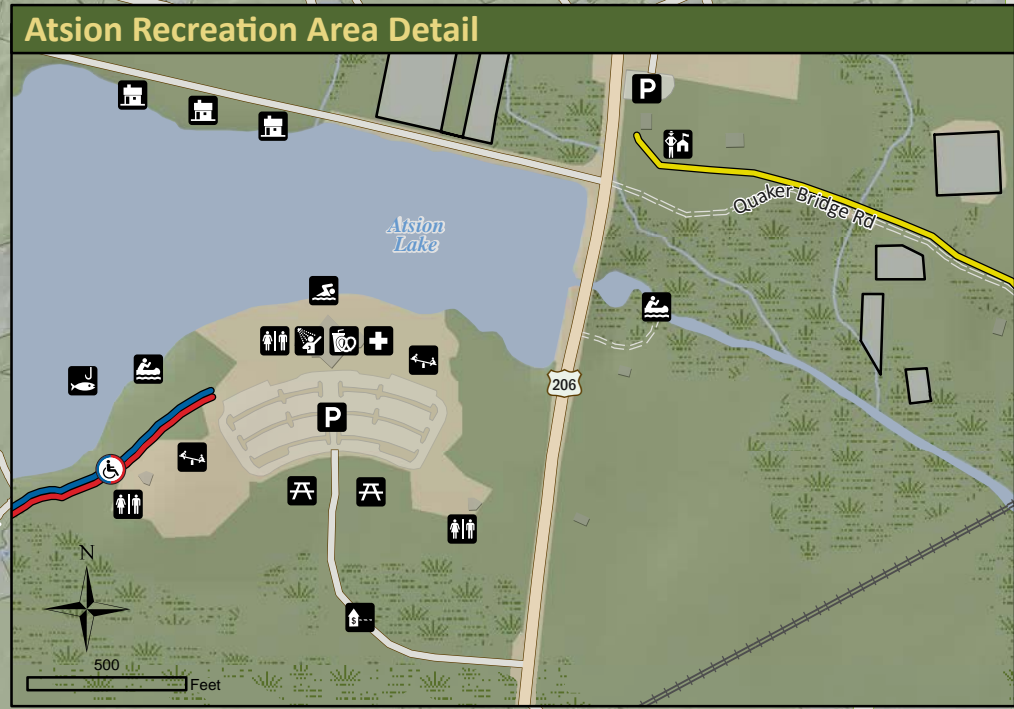 Atsion Recreation Area Detail
P
Quaker Bridge Rd
Atsion
Lake
206
P
N
$
500
Feet